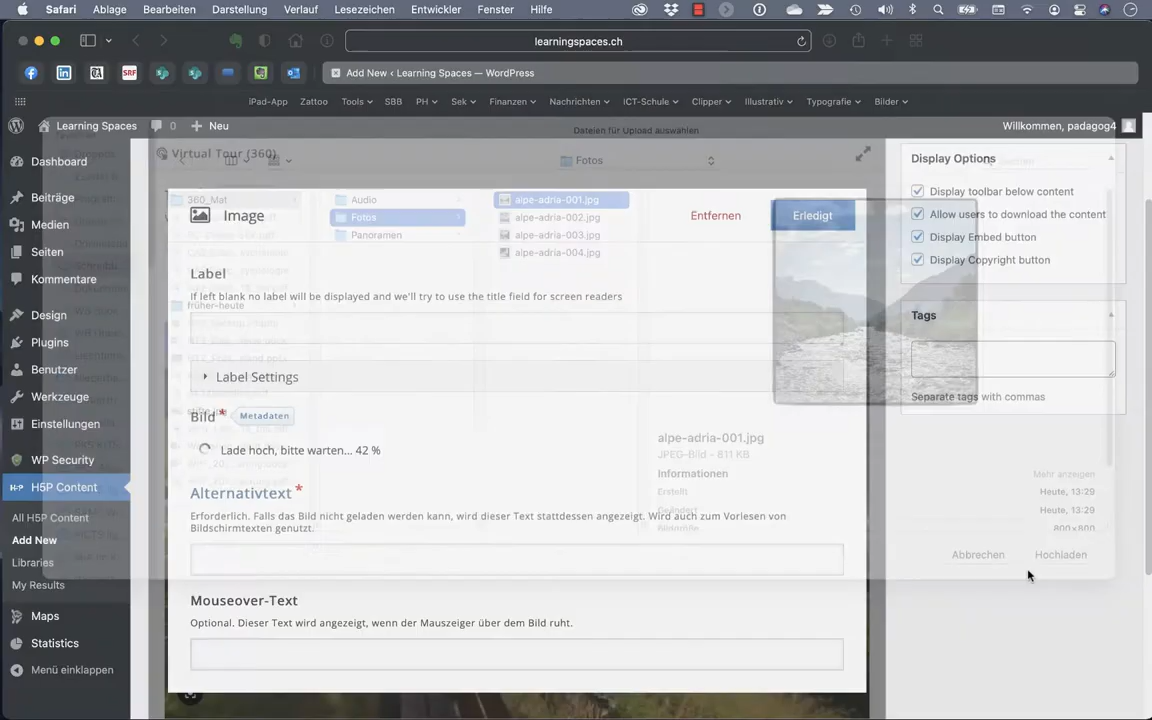 Safari Ablage Bearbeiten Darstellung Verlauf Lesezeichen Entwickler Fenster Hilfe
learningspaces.ch
SRF
Add New ‹ Learning Spaces — WordPress
iPad-App Zattoo Tools SBB PH Sek Finanzen Nachrichten ICT-Schule Clipper Illustrativ Typografie Bilder
Learning Spaces 0 + Neu
Willkommen, padagog4
Dateien für Upload auswählen
Virtual Tour (360)
Fotos
Dashboard
Beiträge
Medien
Seiten
Kommentare
Design
Plugins
Benutzer
Werkzeuge
Einstellungen
WP Security
H5P Content
All H5P Content
Add New
Libraries
My Results
Maps
Statistics
Menü einklappen
360_Mat
früher-heute
Audio
Fotos
Panoramen
alpe-adria-001.jpg
alpe-adria-002.jpg
alpe-adria-003.jpg
alpe-adria-004.jpg
Image
Entfernen
Erledigt
Label
If left blank no label will be displayed and we'll try to use the title field for screen readers
Label Settings
Bild * Metadaten
Lade hoch, bitte warten... 42 %
Alternativtext *
Erforderlich. Falls das Bild nicht geladen werden kann, wird dieser Text stattdessen angezeigt. Wird auch zum Vorlesen von
Bildschirmtexten genutzt.
Mouseover-Text
Optional. Dieser Text wird angezeigt, wenn der Mauszeiger über dem Bild ruht.
alpe-adria-001.jpg
JPEG-Bild - 811 KB
Informationen
Mehr anzeigen
Erstellt
Heute, 13:29
Geändert
Heute, 13:29
800×800
Abbrechen
Hochladen
Display Options
Display toolbar below content
Allow users to download the content
Display Embed button
Display Copyright button
Tags
Separate tags with commas